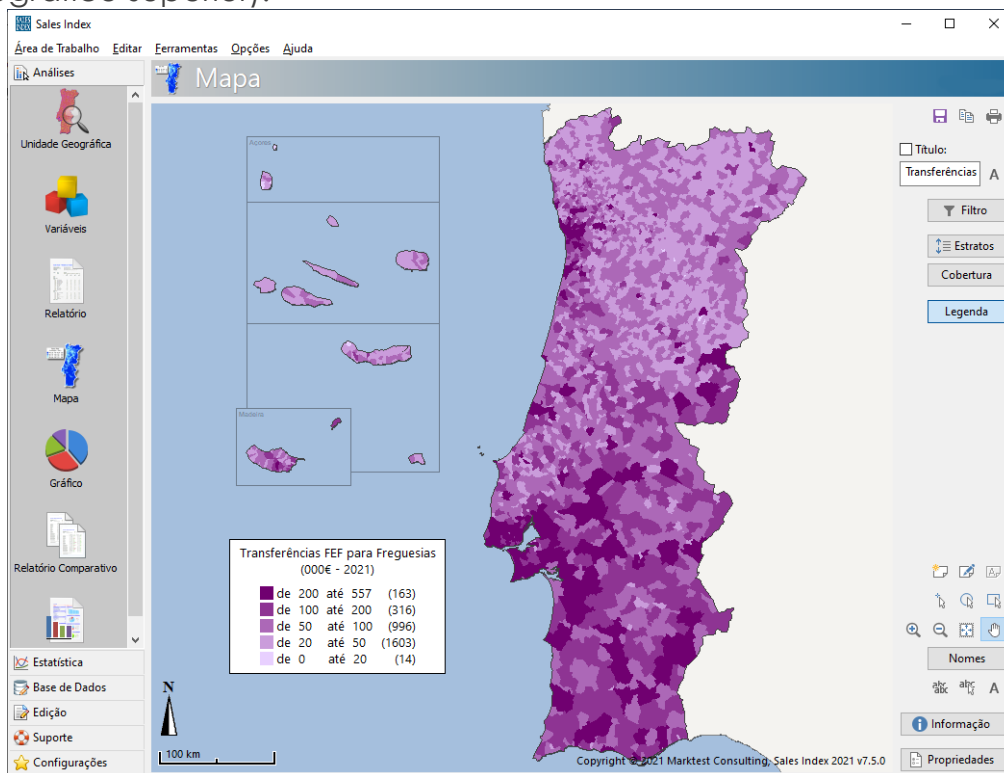 Sales Index
Área de Trabalho Editar Ferramentas Opções Ajuda
Análises
Mapa
Unidade Geográfica
Variáveis
Relatório
Mapa
Gráfico
Relatório Comparativo
Estatística
Base de Dados
Edição
Suporte
Configurações
Açores
Madeira
Transferências FEF para Freguesias
(000€ - 2021)
de 200 até 557 (163)
de 100 até 200 (316)
de 50 até 100 (996)
de 20 até 50 (1603)
de 0 até 20 (14)
N
100 km
Copyright © 2021 Marktest Consulting, Sales Index 2021 v7.5.0
Título:
Transferências A
Filtro
Estratos
Cobertura
Legenda
Nomes
abc abc A
Informação
Propriedades